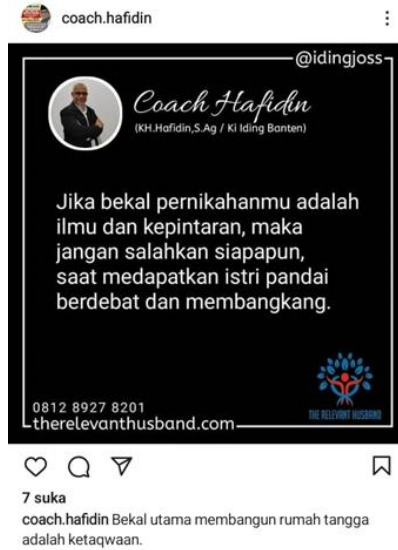 coach.hafidin
@idingjoss
Coach Hafidin
(KH.Hafidin,S.Ag / Ki Iding Banten)
Jika bekal pernikahanmu adalah
ilmu dan kepintaran, maka
jangan salahkan siapapun,
saat medapatkan istri pandai
berdebat dan membangkang.
0812 8927 8201
therelevanthusband.com
THE RELEVANT HUSBAND
7 suka
coach.hafidin Bekal utama membangun rumah tangga
adalah ketaqwaan.